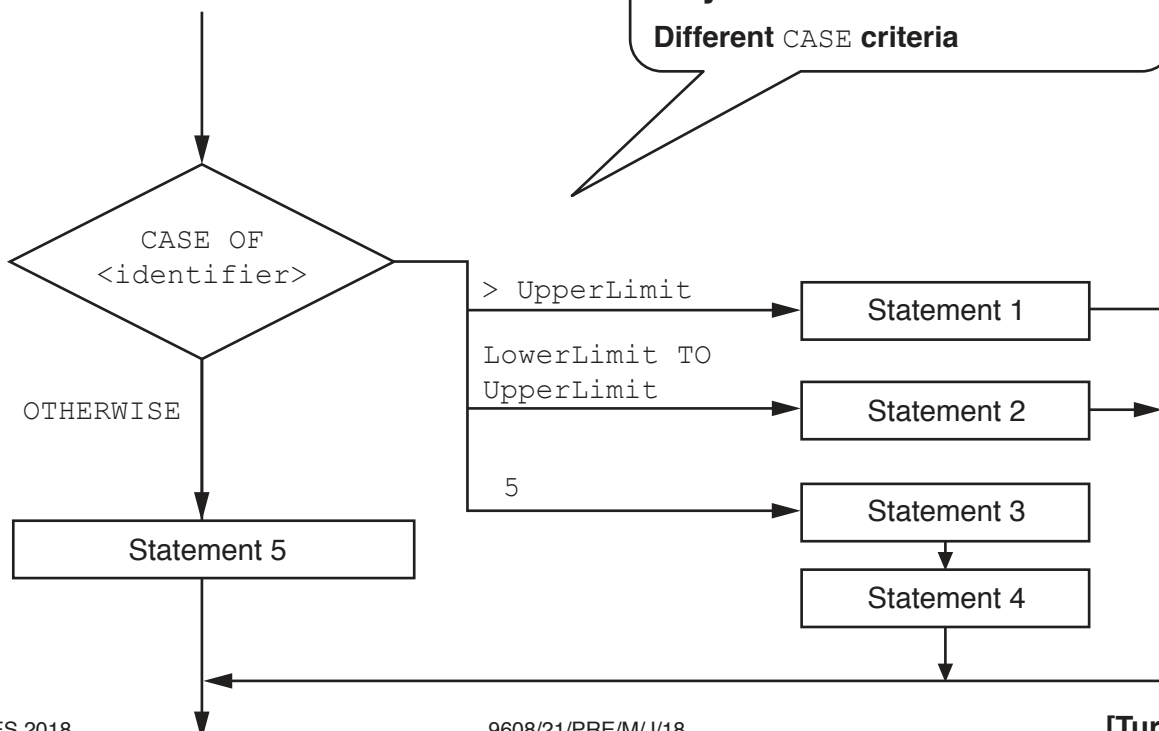 Different CASE criteria
CASE OF
<identifier>
> UpperLimit
Statement 1
LowerLimit TO
UpperLimit
Statement 2
OTHERWISE
5
Statement 3
Statement 5
Statement 4
2018
9608/21/PRE/M/J/18